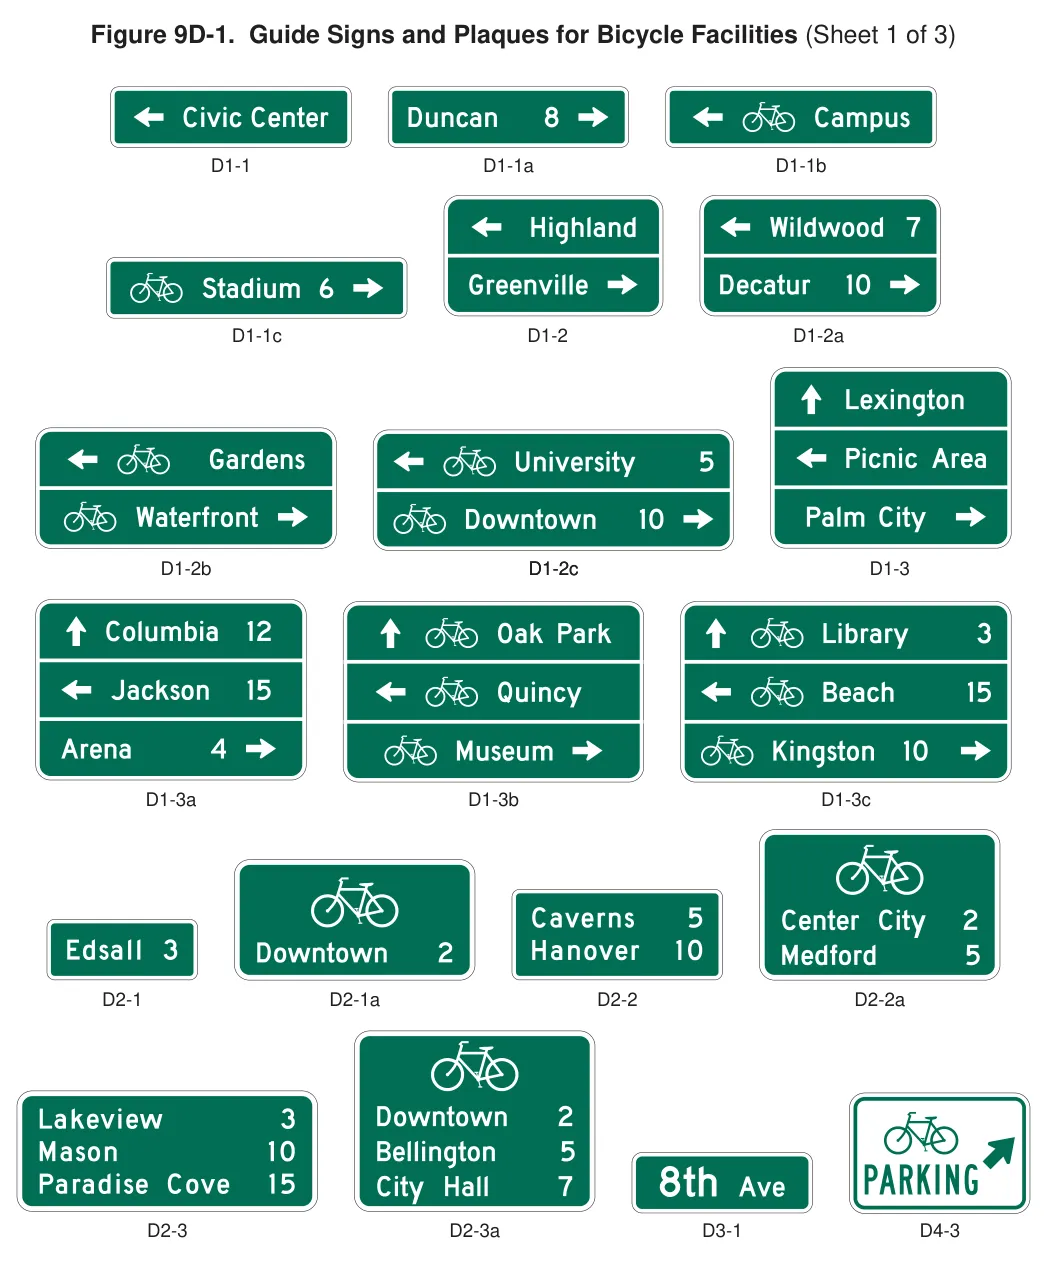 Figure 9D-1. Guide Signs and Plaques for Bicycle Facilities (Sheet 1 of 3)
Civic Center
D1-1
Duncan 8
D1-1a
Campus
D1-1b
Stadium 6
D1-1c
Highland
Greenville
D1-2
Wildwood 7
Decatur 10
D1-2a
Gardens
Waterfront
D1-2b
University 5
Downtown 10
D1-2c
Lexington
Picnic Area
Palm City
D1-3
Columbia 12
Jackson 15
Arena 4
D1-3a
Oak Park
Quincy
Museum
D1-3b
Library 3
Beach 15
Kingston 10
D1-3c
Edsall 3
D2-1
Downtown 2
D2-1a
Caverns 5
Hanover 10
D2-2
Center City 2
Medford 5
D2-2a
Lakeview 3
Mason 10
Paradise Cove 15
D2-3
Downtown 2
Bellington 5
City Hall 7
D2-3a
8th Ave
D3-1
PARKING
D4-3